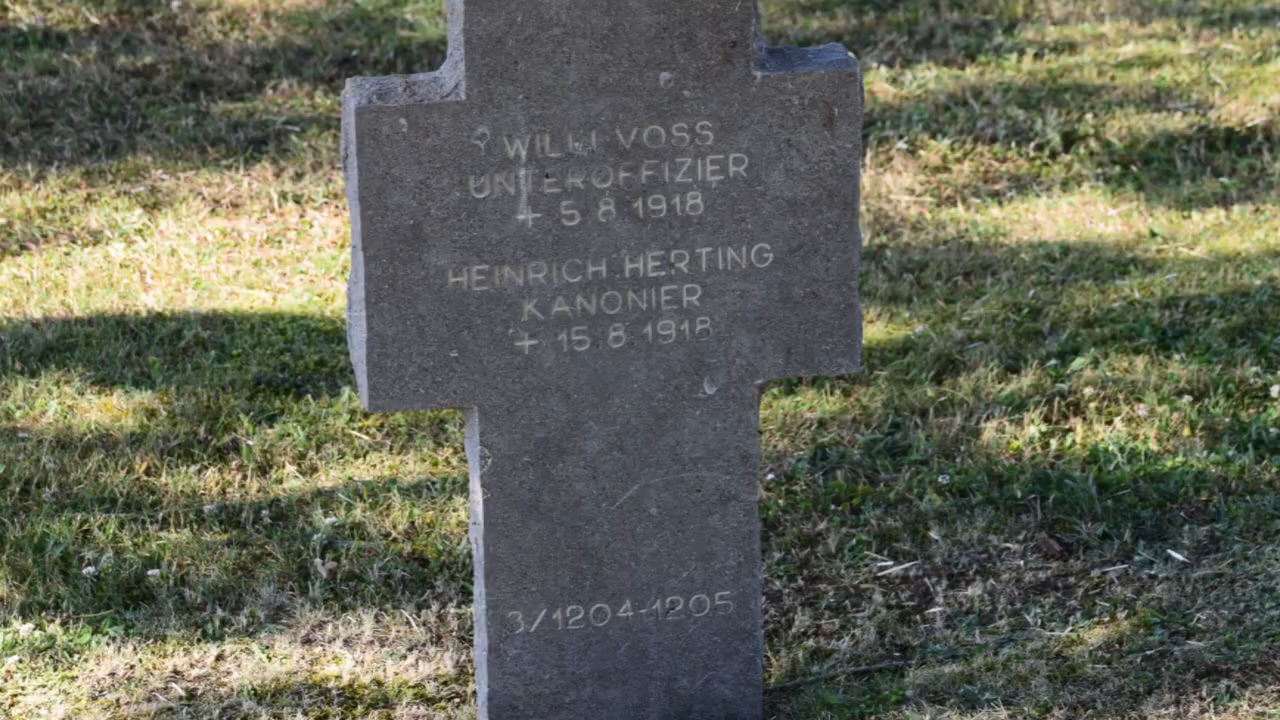 WILLI VOSS
UNTEROFFIZIER
+ 5 8 1918
HEINRICH HERTING
KANONIER
+ 15 8 1918
3/1204-1205